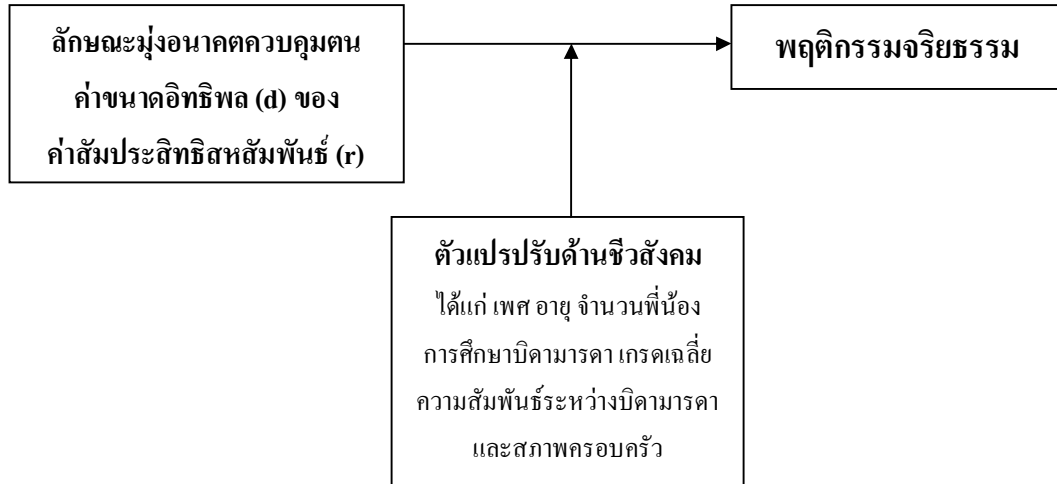 ลักษณะมุ่งอนาคตควบคุมตน
ค่าขนาดอิทธิพล (d) ของ
ค่าสัมประสิทธิสหสัมพันธ์ (r)
พฤติกรรมจริยธรรม
ตัวแปรปรับด้านชีวสังคม
ได้แก่ เพศ อายุ จำนวนพี่น้อง
การศึกษาบิดามารดา เกรดเฉลี่ย
ความสัมพันธ์ระหว่างบิดามารดา
และสภาพครอบครัว